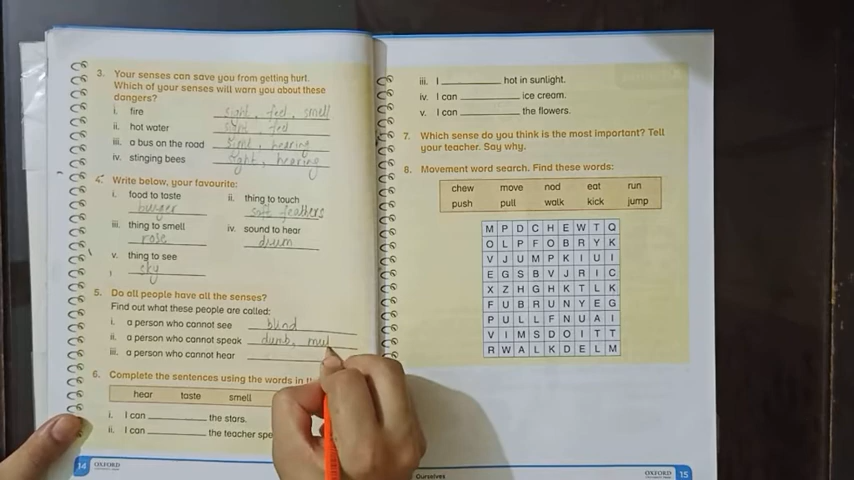 3. Your senses can save you from getting hurt.
Which of your senses will warn you about these
dangers?
i. fire sight, feel, smell
ii. hot water sight, feel
iii. a bus on the road sight, hearing
iv. stinging bees sight, hearing
4. Write below, your favourite:
i. food to taste ii. thing to touch
burger soft feathers
iii. thing to smell iv. sound to hear
rose drum
v. thing to see
sky
5. Do all people have all the senses?
Find out what these people are called:
i. a person who cannot see blind
ii. a person who cannot speak dumb, mu
iii. a person who cannot hear
6. Complete the sentences using the words in
hear taste smell
i. I can the stars.
ii. I can the teacher spe
14 OXFORD
iii. I hot in sunlight.
iv. I can ice cream.
v. I can the flowers.
7. Which sense do you think is the most important? Tell
your teacher. Say why.
8. Movement word search. Find these words:
chew move nod eat run
push pull walk kick jump
M P D C H E W T Q
O L P F O B R Y K
V J U M P K I U I
E G S B V J R I C
X Z H G H K T L K
F U B R U N Y E G
P U L L F N U A I
V I M S D O I T T
R W A L K D E L M
Ourselves
OXFORD 15